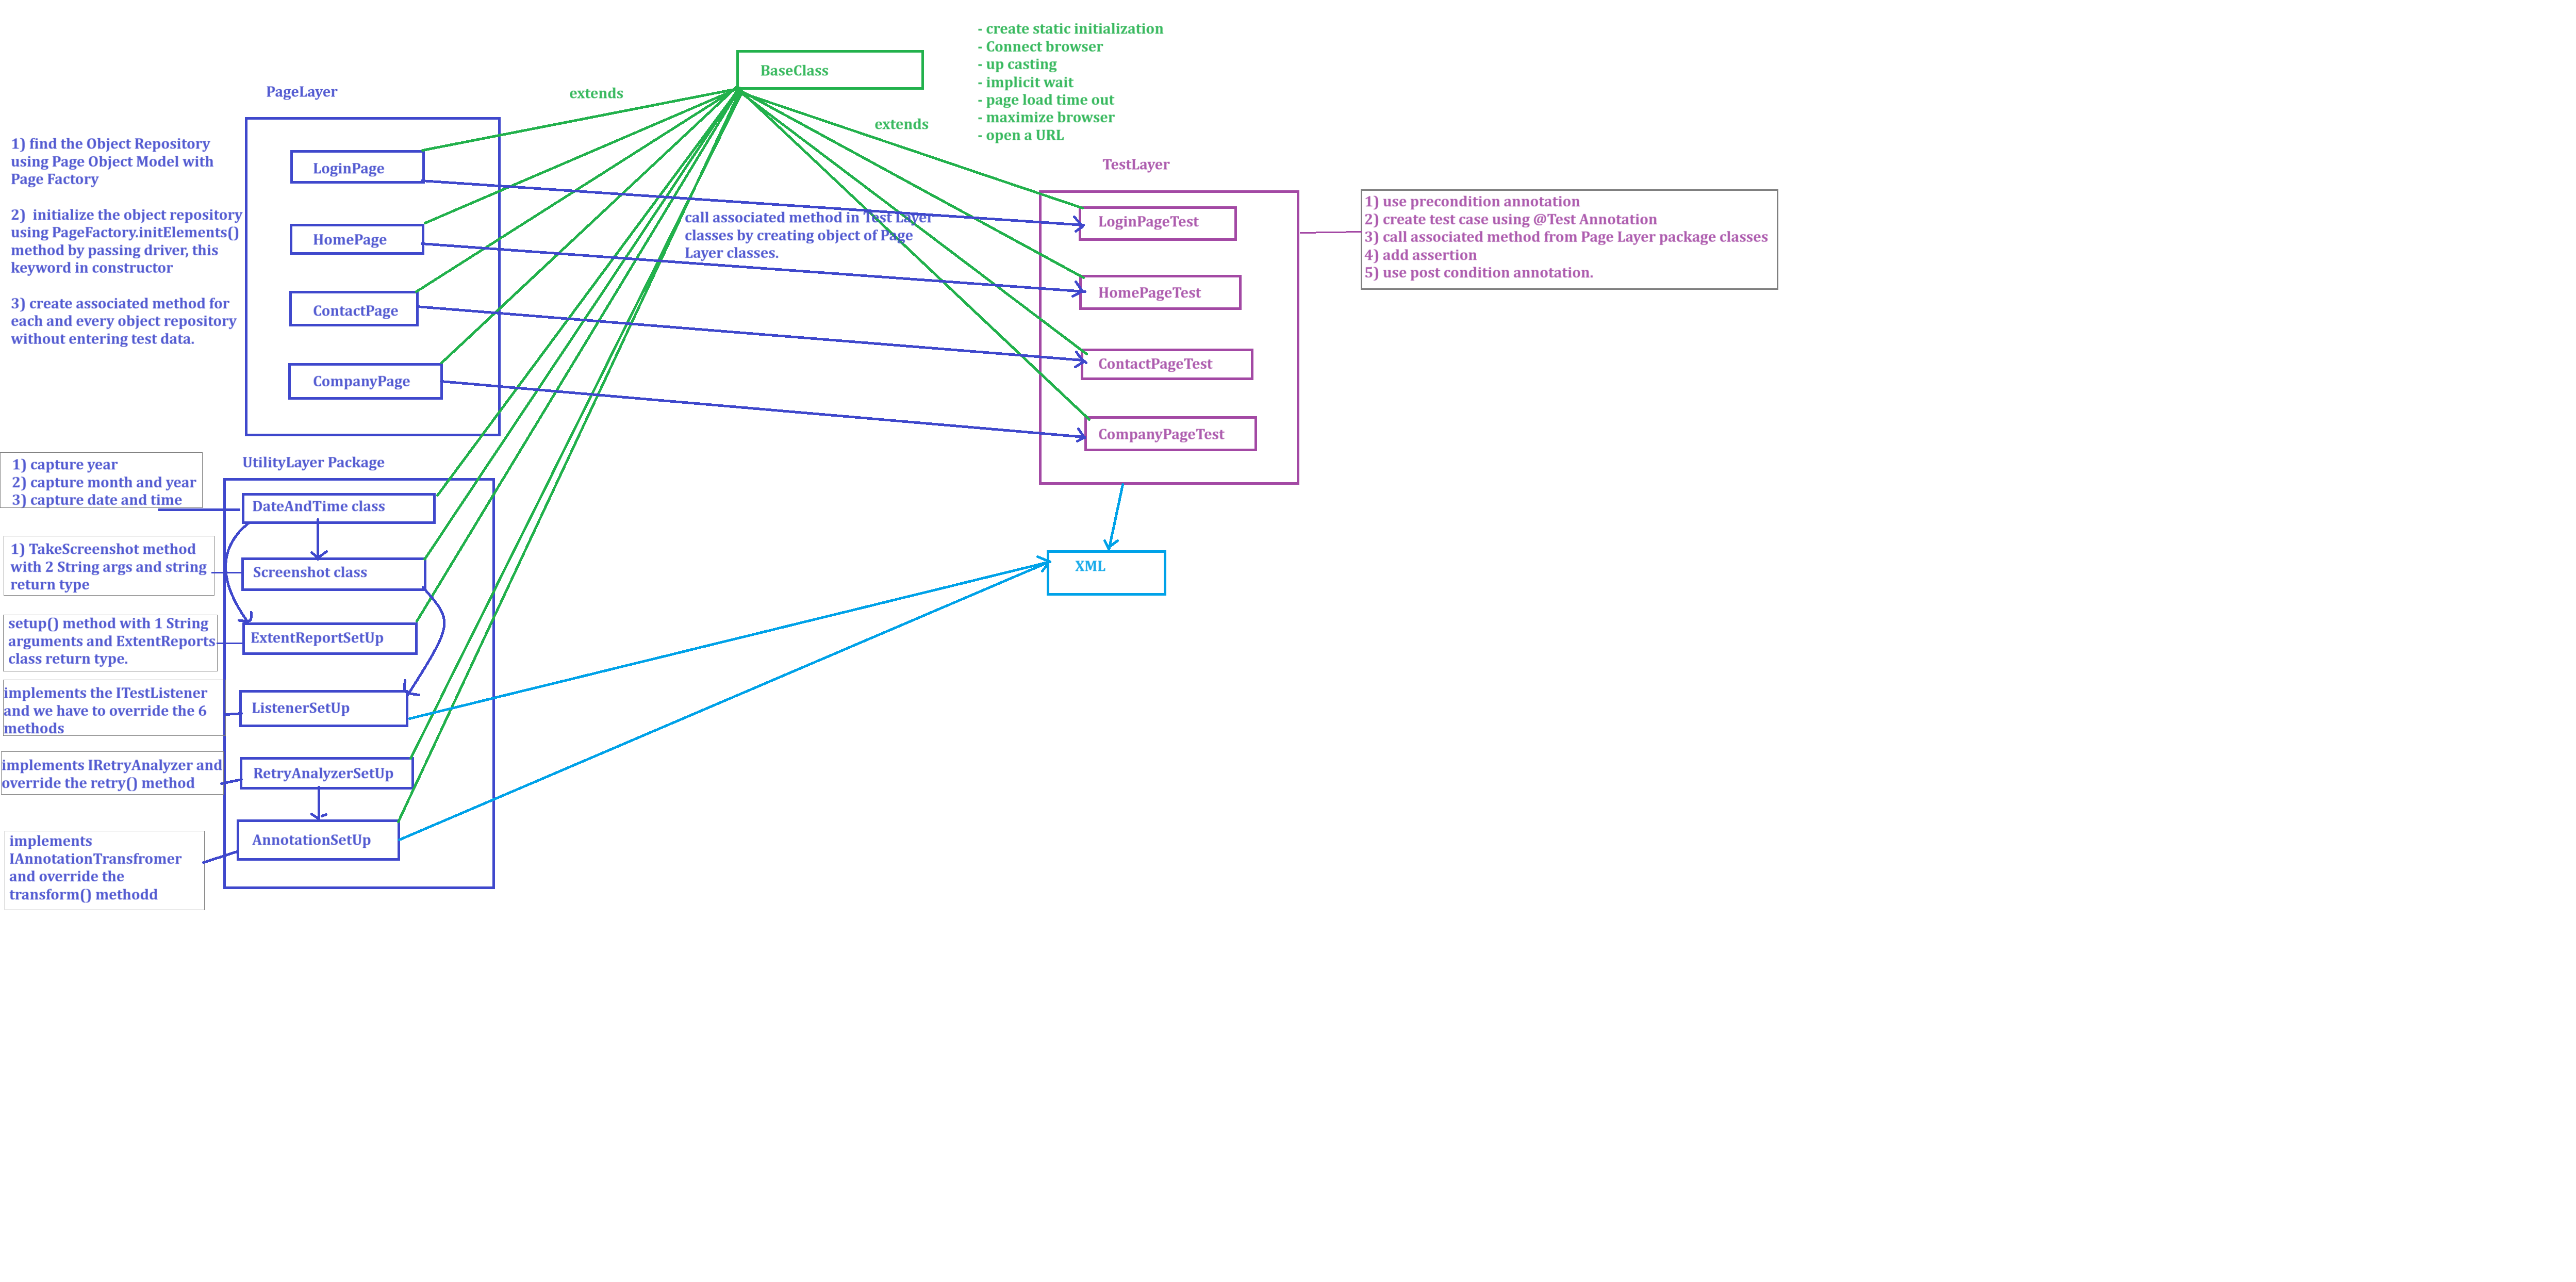 - create static initialization
- Connect browser
- up casting
- implicit wait
- page load time out
- maximize browser
- open a URL
BaseClass
PageLayer
extends
extends
TestLayer
1) find the Object Repository
using Page Object Model with
Page Factory
2)  initialize the object repository
using PageFactory.initElements()
method by passing driver, this
keyword in constructor
3) create associated method for
each and every object repository
without entering test data.
LoginPage
HomePage
ContactPage
CompanyPage
call associated method in Test Layer
classes by creating object of Page
Layer classes.
LoginPageTest
HomePageTest
ContactPageTest
CompanyPageTest
1) use precondition annotation
2) create test case using @Test Annotation
3) call associated method from Page Layer package classes
4) add assertion
5) use post condition annotation.
UtilityLayer Package
1) capture year
2) capture month and year
3) capture date and time
DateAndTime class
1) TakeScreenshot method
with 2 String args and string
return type
Screenshot class
XML
setup() method with 1 String
arguments and ExtentReports
class return type.
ExtentReportSetUp
implements the ITestListener
and we have to override the 6
methods
ListenerSetUp
implements IRetryAnalyzer and
override the retry() method
RetryAnalyzerSetUp
implements
IAnnotationTransfromer
and override the
transform() methodd
AnnotationSetUp